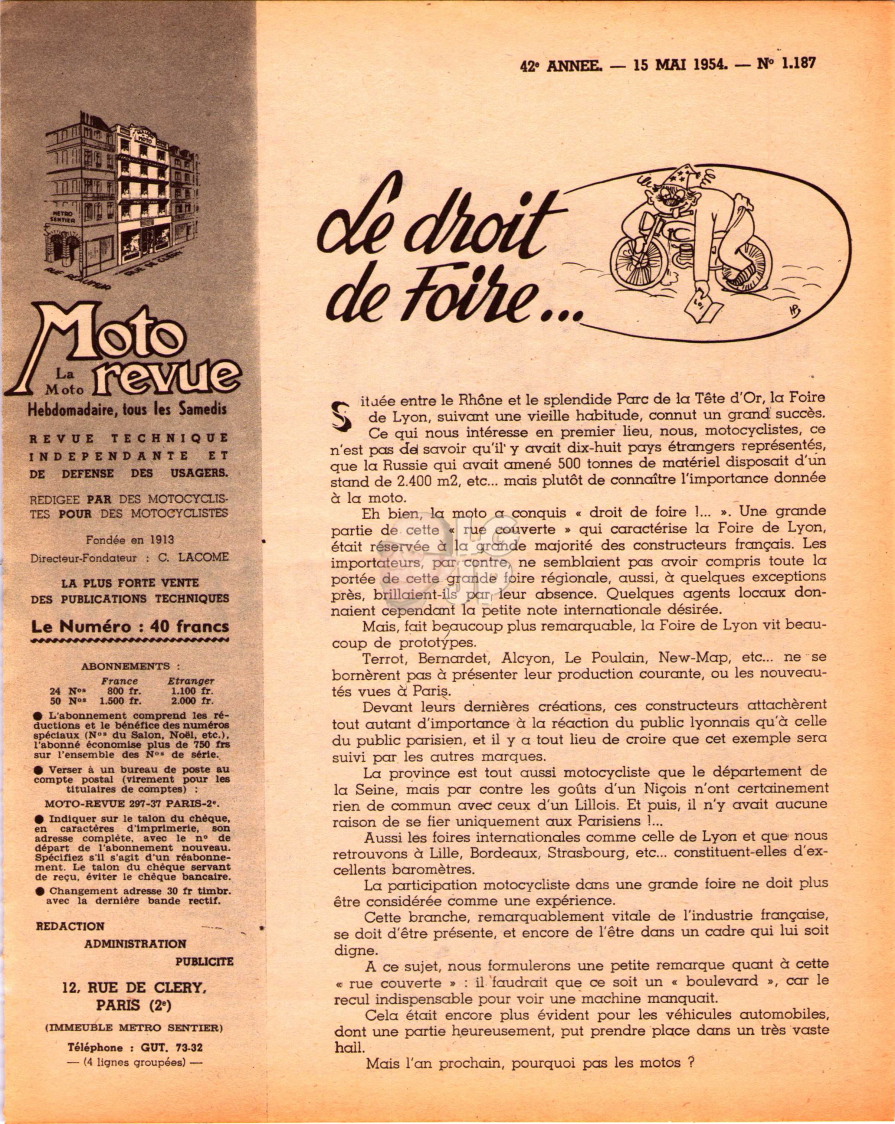 42e ANNEE. — 15 MAI 1954. — No 1.187
METRO
SENTIER
RUE REAUMUR
RUE DE CLERY
Moto
La
Moto revue
Hebdomadaire, tous les Samedis
REVUE TECHNIQUE
INDEPENDANTE ET
DE DEFENSE DES USAGERS.
REDIGEE PAR DES MOTOCYCLIS-
TES POUR DES MOTOCYCLISTES
Fondée en 1913
Directeur-Fondateur : C. LACOME
LA PLUS FORTE VENTE
DES PUBLICATIONS TECHNIQUES
Le Numéro : 40 francs
ABONNEMENTS :
France Etranger
24 Nos 800 fr. 1.100 fr.
50 Nos 1.500 fr. 2.000 fr.
● L'abonnement comprend les ré-
ductions et le bénéfice des numéros
spéciaux (Nos du Salon, Noël, etc.),
l'abonné économise plus de 750 frs
sur l'ensemble des Nos de série.
● Verser à un bureau de poste au
compte postal (virement pour les
titulaires de comptes) :
MOTO-REVUE 297-37 PARIS-2e.
● Indiquer sur le talon du chèque,
en caractères d'imprimerie, son
adresse complète, avec le no de
départ de l'abonnement nouveau.
Spécifiez s'il s'agit d'un réabonne-
ment. Le talon du chèque servant
de reçu, éviter le chèque bancaire.
● Changement adresse 30 fr timbr.
avec la dernière bande rectif.
REDACTION
ADMINISTRATION
PUBLICITE
12, RUE DE CLERY,
PARIS (2e)
(IMMEUBLE METRO SENTIER)
Téléphone : GUT. 73-32
— (4 lignes groupées) —
Le droit
de Foire...
Située entre le Rhône et le splendide Parc de la Tête d'Or, la Foire
de Lyon, suivant une vieille habitude, connut un grand succès.
Ce qui nous intéresse en premier lieu, nous, motocyclistes, ce
n'est pas de savoir qu'il y avait dix-huit pays étrangers représentés,
que la Russie qui avait amené 500 tonnes de matériel disposait d'un
stand de 2.400 m2, etc... mais plutôt de connaître l'importance donnée
à la moto.
Eh bien, la moto a conquis « droit de foire !... ». Une grande
partie de cette « rue couverte » qui caractérise la Foire de Lyon,
était réservée à la grande majorité des constructeurs français. Les
importateurs, par contre, ne semblaient pas avoir compris toute la
portée de cette grande foire régionale, aussi, à quelques exceptions
près, brillaient-ils par leur absence. Quelques agents locaux don-
naient cependant la petite note internationale désirée.
Mais, fait beaucoup plus remarquable, la Foire de Lyon vit beau-
coup de prototypes.
Terrot, Bernardet, Alcyon, Le Poulain, New-Map, etc... ne se
bornèrent pas à présenter leur production courante, ou les nouveau-
tés vues à Paris.
Devant leurs dernières créations, ces constructeurs attachèrent
tout autant d'importance à la réaction du public lyonnais qu'à celle
du public parisien, et il y a tout lieu de croire que cet exemple sera
suivi par les autres marques.
La province est tout aussi motocycliste que le département de
la Seine, mais par contre les goûts d'un Niçois n'ont certainement
rien de commun avec ceux d'un Lillois. Et puis, il n'y avait aucune
raison de se fier uniquement aux Parisiens !...
Aussi les foires internationales comme celle de Lyon et que nous
retrouvons à Lille, Bordeaux, Strasbourg, etc... constituent-elles d'ex-
cellents baromètres.
La participation motocycliste dans une grande foire ne doit plus
être considérée comme une expérience.
Cette branche, remarquablement vitale de l'industrie française,
se doit d'être présente, et encore de l'être dans un cadre qui lui soit
digne.
A ce sujet, nous formulerons une petite remarque quant à cette
« rue couverte » : il faudrait que ce soit un « boulevard », car le
recul indispensable pour voir une machine manquait.
Cela était encore plus évident pour les véhicules automobiles,
dont une partie heureusement, put prendre place dans un très vaste
hall.
Mais l'an prochain, pourquoi pas les motos ?